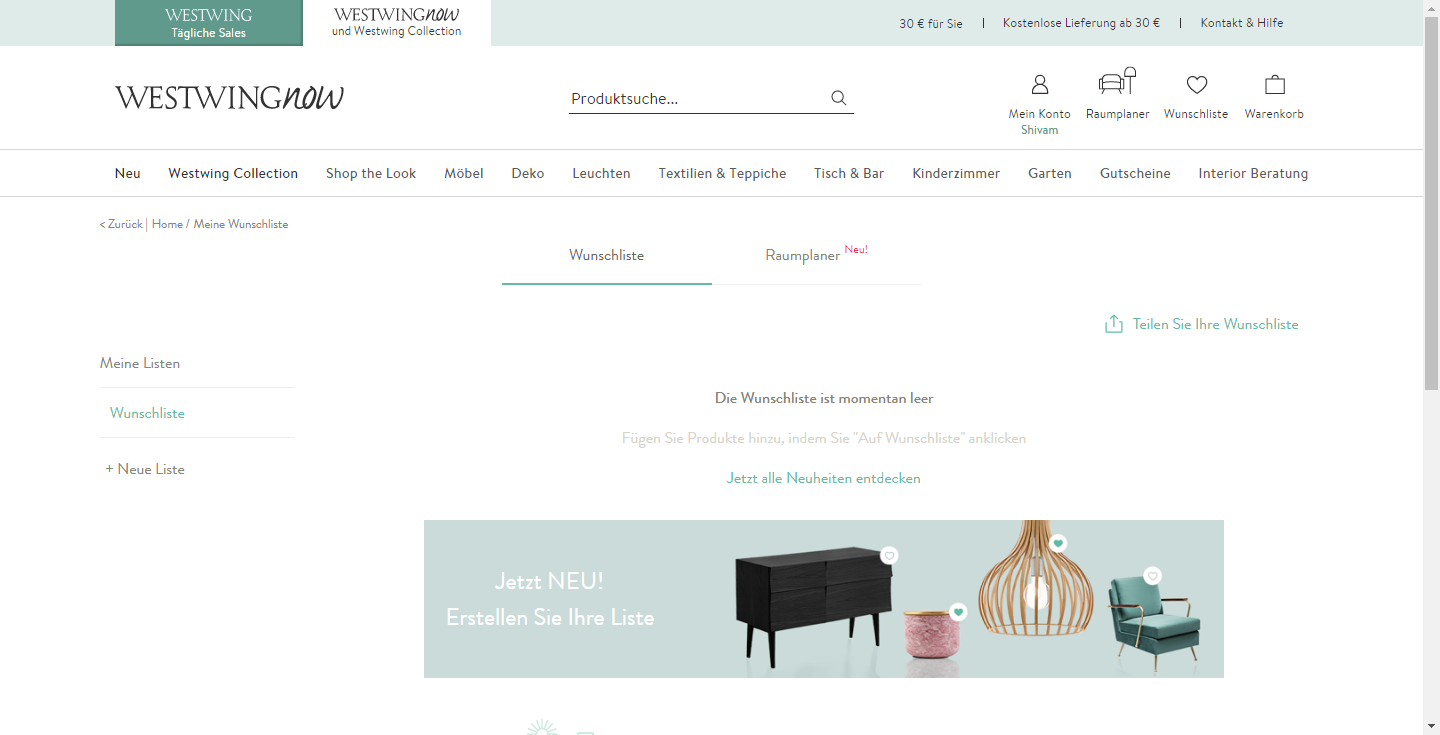 WESTWING
Tägliche Sales
WESTWINGnow
und Westwing Collection
30 € für Sie
Kostenlose Lieferung ab 30 €
Kontakt & Hilfe
WESTWINGnow
Produktsuche...
Mein Konto
Shivam
Raumplaner
Wunschliste
Warenkorb
Neu
Westwing Collection
Shop the Look
Möbel
Deko
Leuchten
Textilien & Teppiche
Tisch & Bar
Kinderzimmer
Garten
Gutscheine
Interior Beratung
< Zurück | Home / Meine Wunschliste
Wunschliste
Raumplaner Neu!
Teilen Sie Ihre Wunschliste
Meine Listen
Wunschliste
+ Neue Liste
Die Wunschliste ist momentan leer
Fügen Sie Produkte hinzu, indem Sie "Auf Wunschliste" anklicken
Jetzt alle Neuheiten entdecken
Jetzt NEU!
Erstellen Sie Ihre Liste